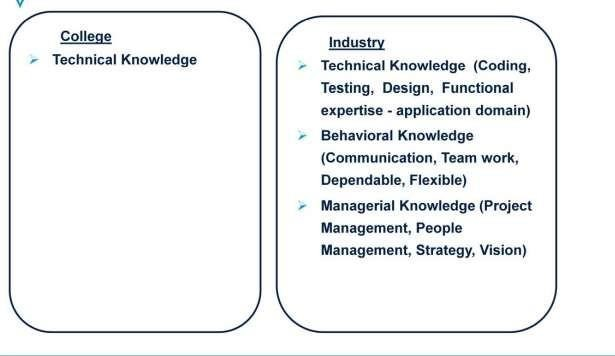 College
Technical Knowledge
Industry
Technical Knowledge (Coding,
Testing, Design, Functional
expertise - application domain)
Behavioral Knowledge
(Communication, Team work,
Dependable, Flexible)
Managerial Knowledge (Project
Management, People
Management, Strategy, Vision)